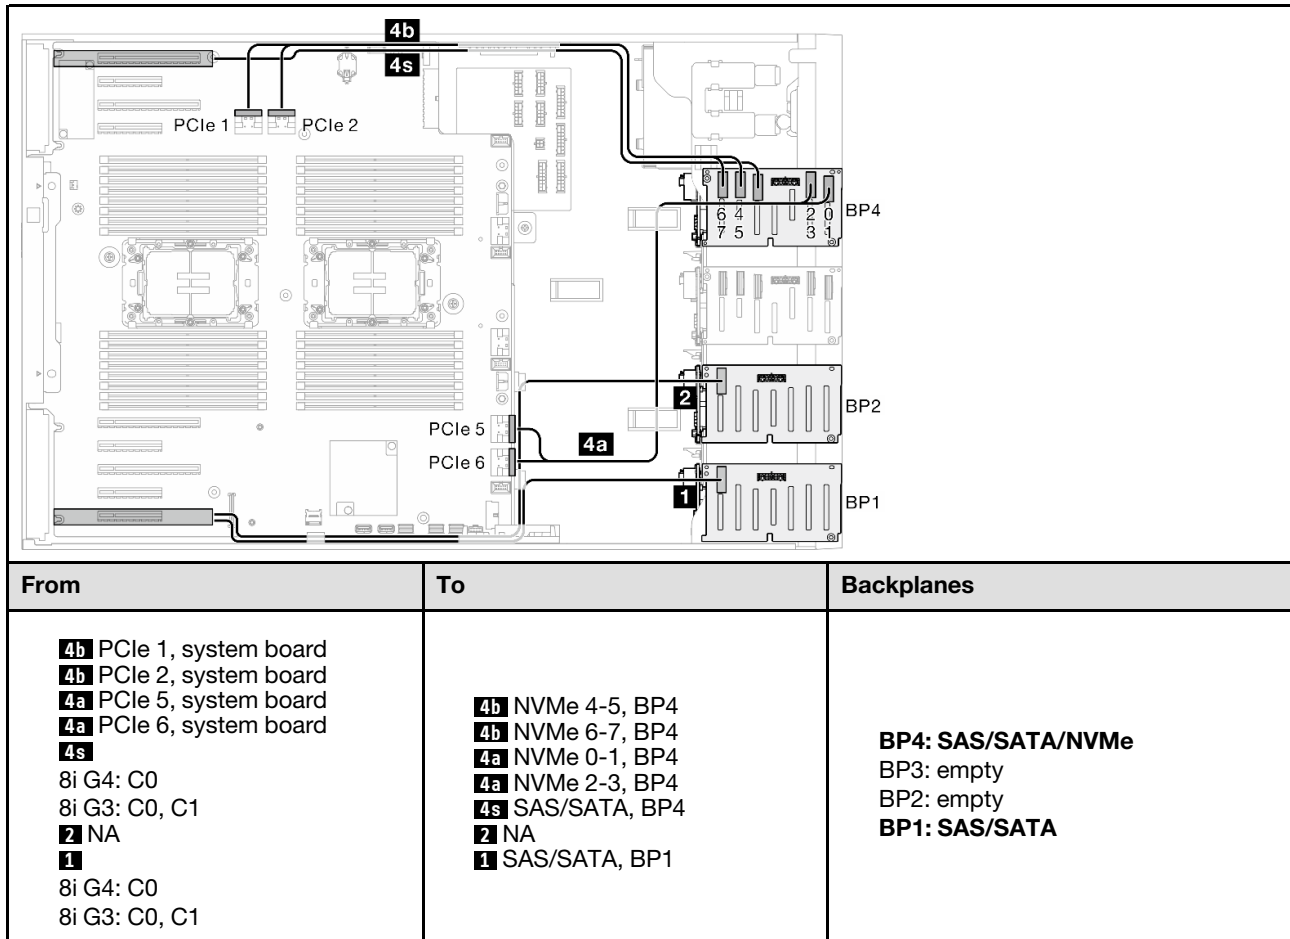 4b
4s
PCIe 1
PCIe 2
6 4 2 0
7 5 3 1
BP4
2
BP2
PCIe 5
4a
PCIe 6
1
BP1
From To Backplanes
4b PCIe 1, system board
4b PCIe 2, system board
4a PCIe 5, system board
4a PCIe 6, system board
4s
8i G4: C0
8i G3: C0, C1
2 NA
1
8i G4: C0
8i G3: C0, C1
4b NVMe 4-5, BP4
4b NVMe 6-7, BP4
4a NVMe 0-1, BP4
4a NVMe 2-3, BP4
4s SAS/SATA, BP4
2 NA
1 SAS/SATA, BP1
BP4: SAS/SATA/NVMe
BP3: empty
BP2: empty
BP1: SAS/SATA